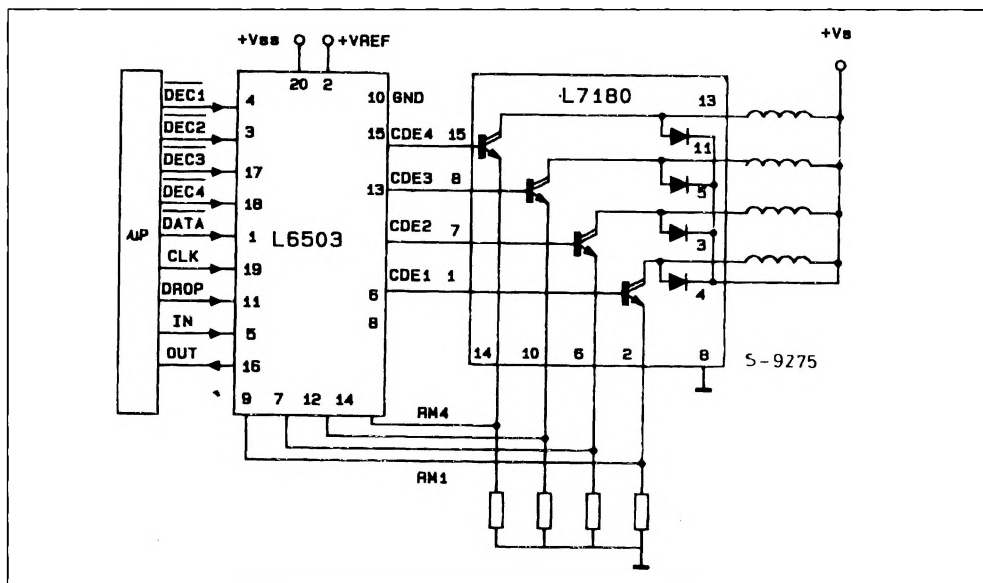 +Vss +VREF
+Vs
20 2
L7180 13
μP
DEC1 4
DEC2 3
DEC3 17
DEC4 18
DATA 1
CLK 19
DROP 11
IN 5
OUT 16
L6503
10 GND
15 CDE4 15
13 CDE3 8
CDE2 7
6 CDE1 1
8
11
5
3
4
14 10 6 2 8
S-9275
9 7 12 14
RM4
RM1